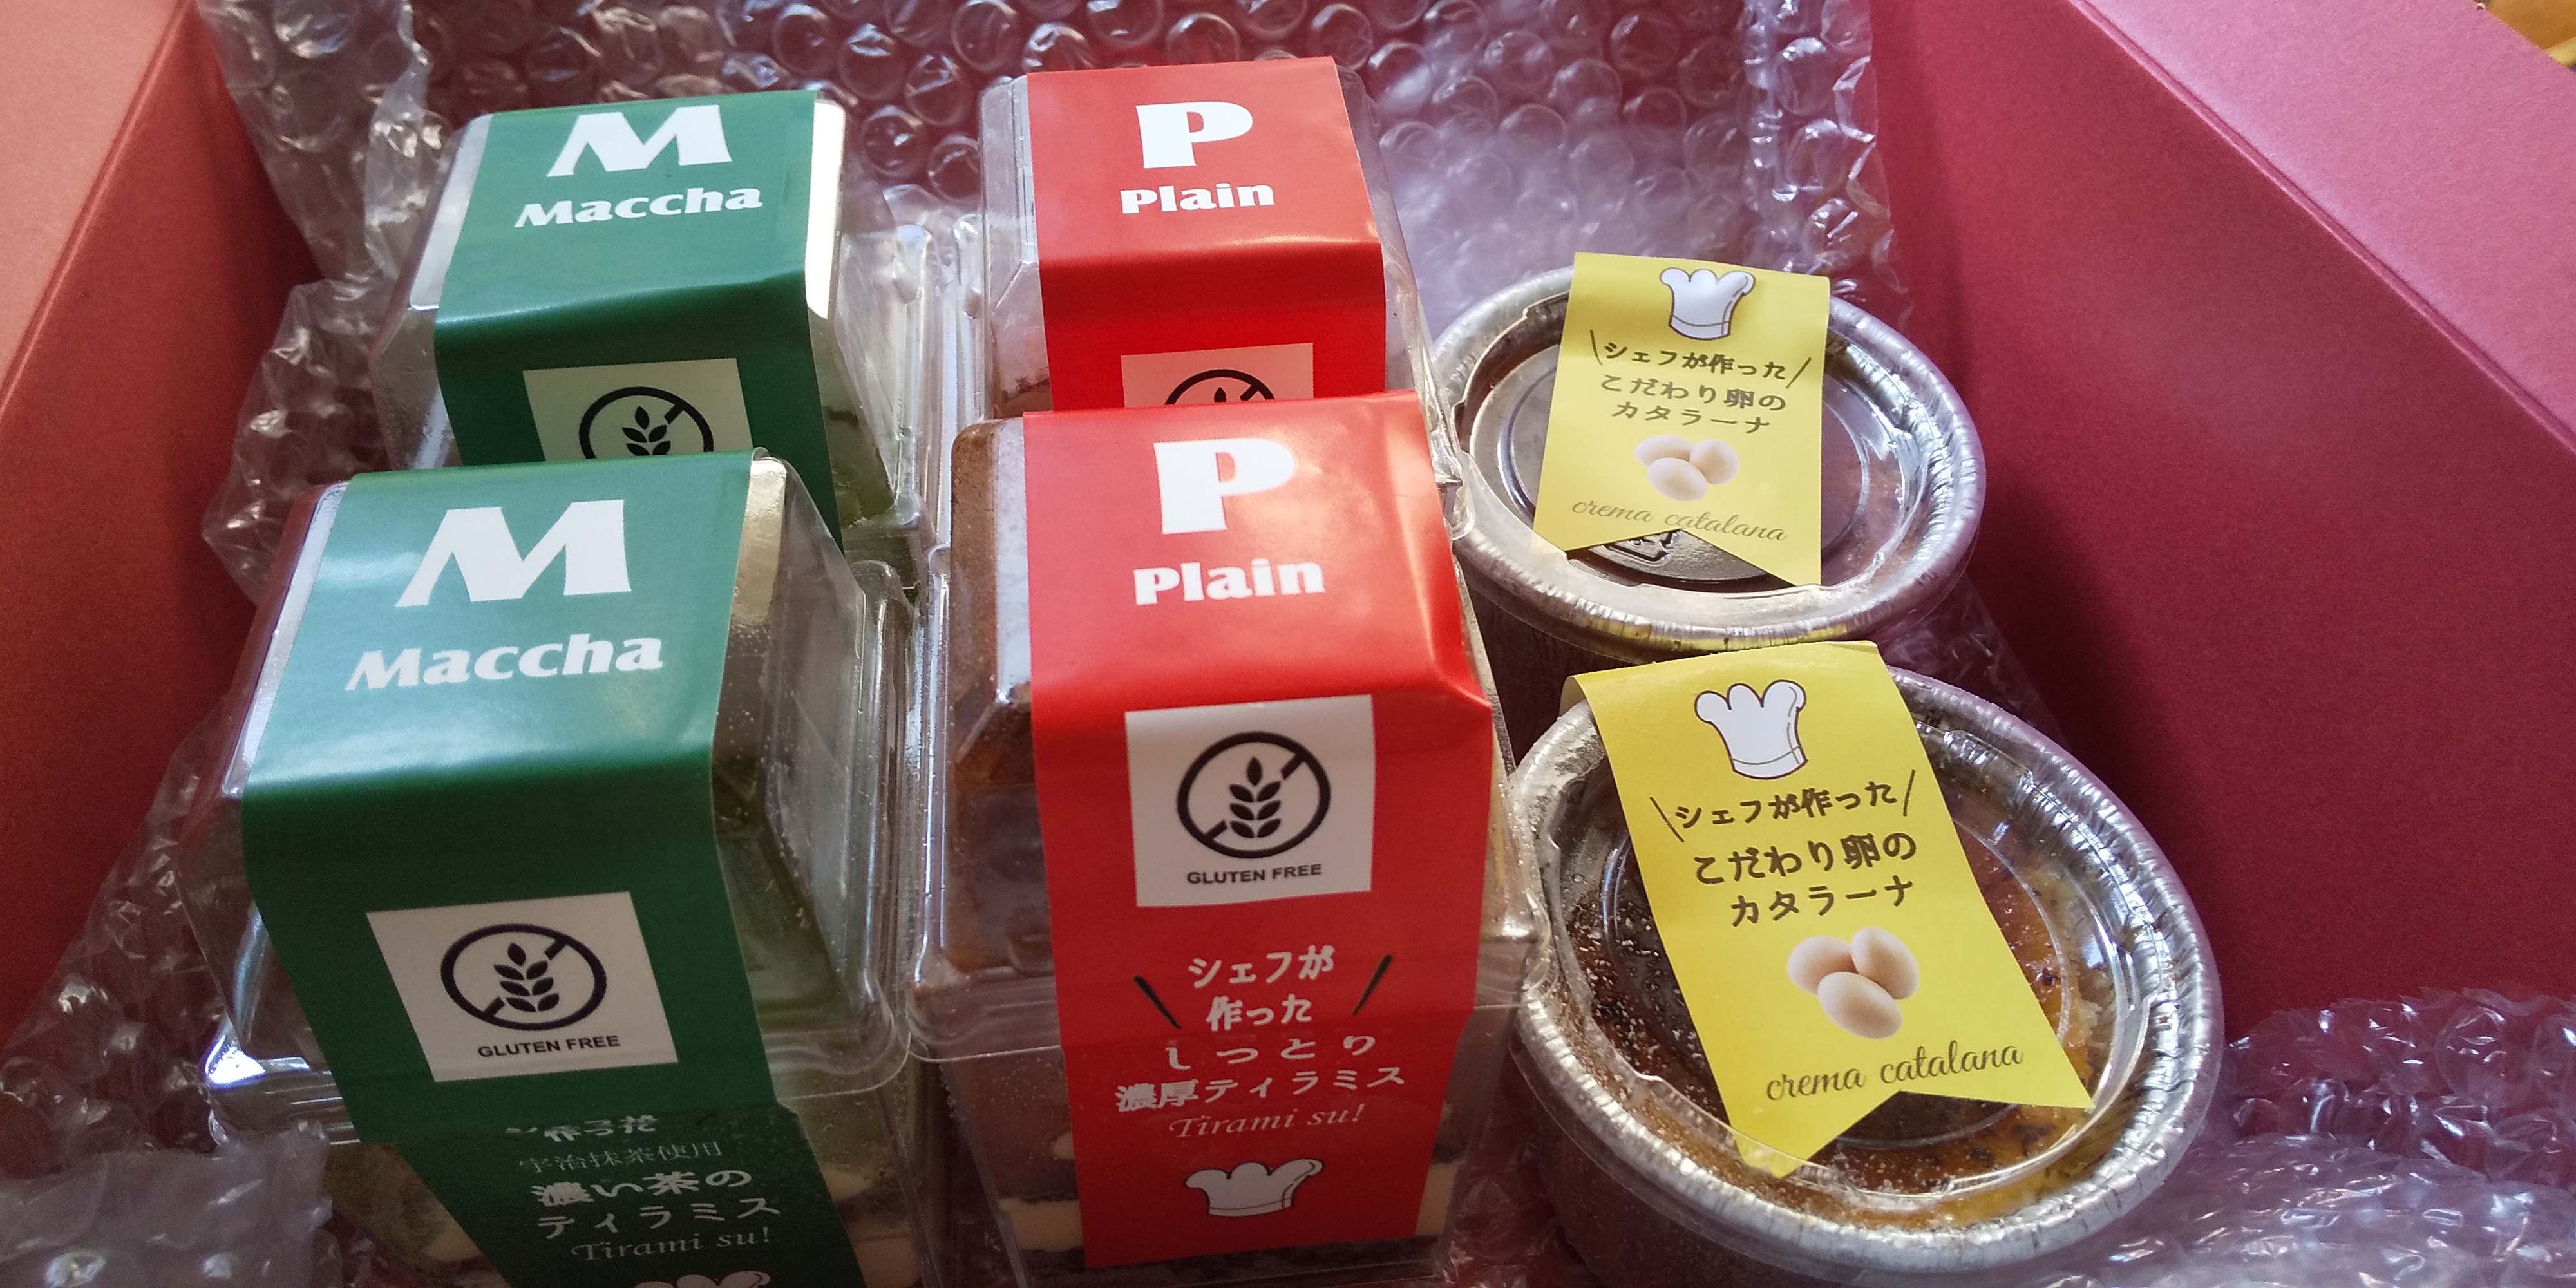 M
Maccha
P
Plain
シェフが作った
こだわり卵の
カタラーナ
crema catalana
M
Maccha
GLUTEN FREE
宇治抹茶使用
濃い茶の
ティラミス
Tirami su!
P
Plain
GLUTEN FREE
シェフが
作った
しっとり
濃厚ティラミス
Tirami su!
シェフが作った
こだわり卵の
カタラーナ
crema catalana